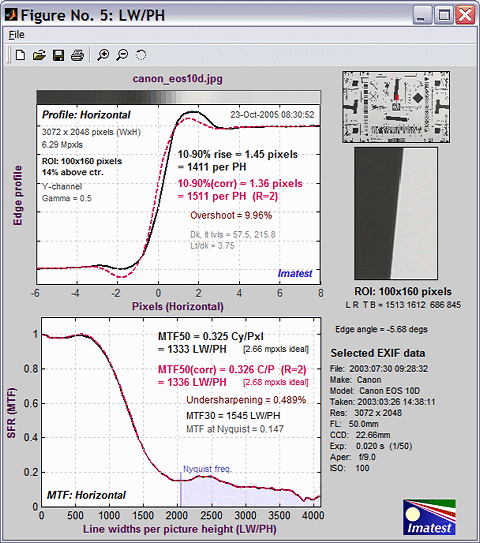 Figure No. 5: LW/PH
File
canon_eos10d.jpg
Profile: Horizontal
23-Oct-2005 08:30:52
3072 x 2048 pixels (WxH)
6.29 Mpxls
ROI: 100x160 pixels
14% above ctr.
Y-channel
Gamma = 0.5
10-90% rise = 1.45 pixels
= 1411 per PH
10-90%(corr) = 1.36 pixels
= 1511 per PH (R=2)
Overshoot = 9.96%
Dk, lt lvls = 57.5, 215.8
Lt/dk = 3.75
Imatest
Edge profile
-6 -4 -2 0 2 4 6 8
Pixels (Horizontal)
ROI: 100x160 pixels
L R T B = 1513 1612 686 845
Edge angle = -5.68 degs
MTF50 = 0.325 Cy/Pxl
= 1333 LW/PH [2.66 mpxls ideal]
MTF50(corr) = 0.326 C/P (R=2)
= 1336 LW/PH [2.68 mpxls ideal]
Undersharpening = 0.489%
MTF30 = 1545 LW/PH
MTF at Nyquist = 0.147
Nyquist freq.
MTF: Horizontal
SFR (MTF)
1
0.8
0.6
0.4
0.2
0
0 500 1000 1500 2000 2500 3000 3500 4000
Line widths per picture height (LW/PH)
Selected EXIF data
File: 2003:07:30 09:28:32
Make: Canon
Model: Canon EOS 10D
Taken: 2003:03:26 14:38:11
Res: 3072 x 2048
FL: 50.0mm
CCD: 22.66mm
Exp: 0.020 s (1/50)
Aper: f/9.0
ISO: 100
Imatest